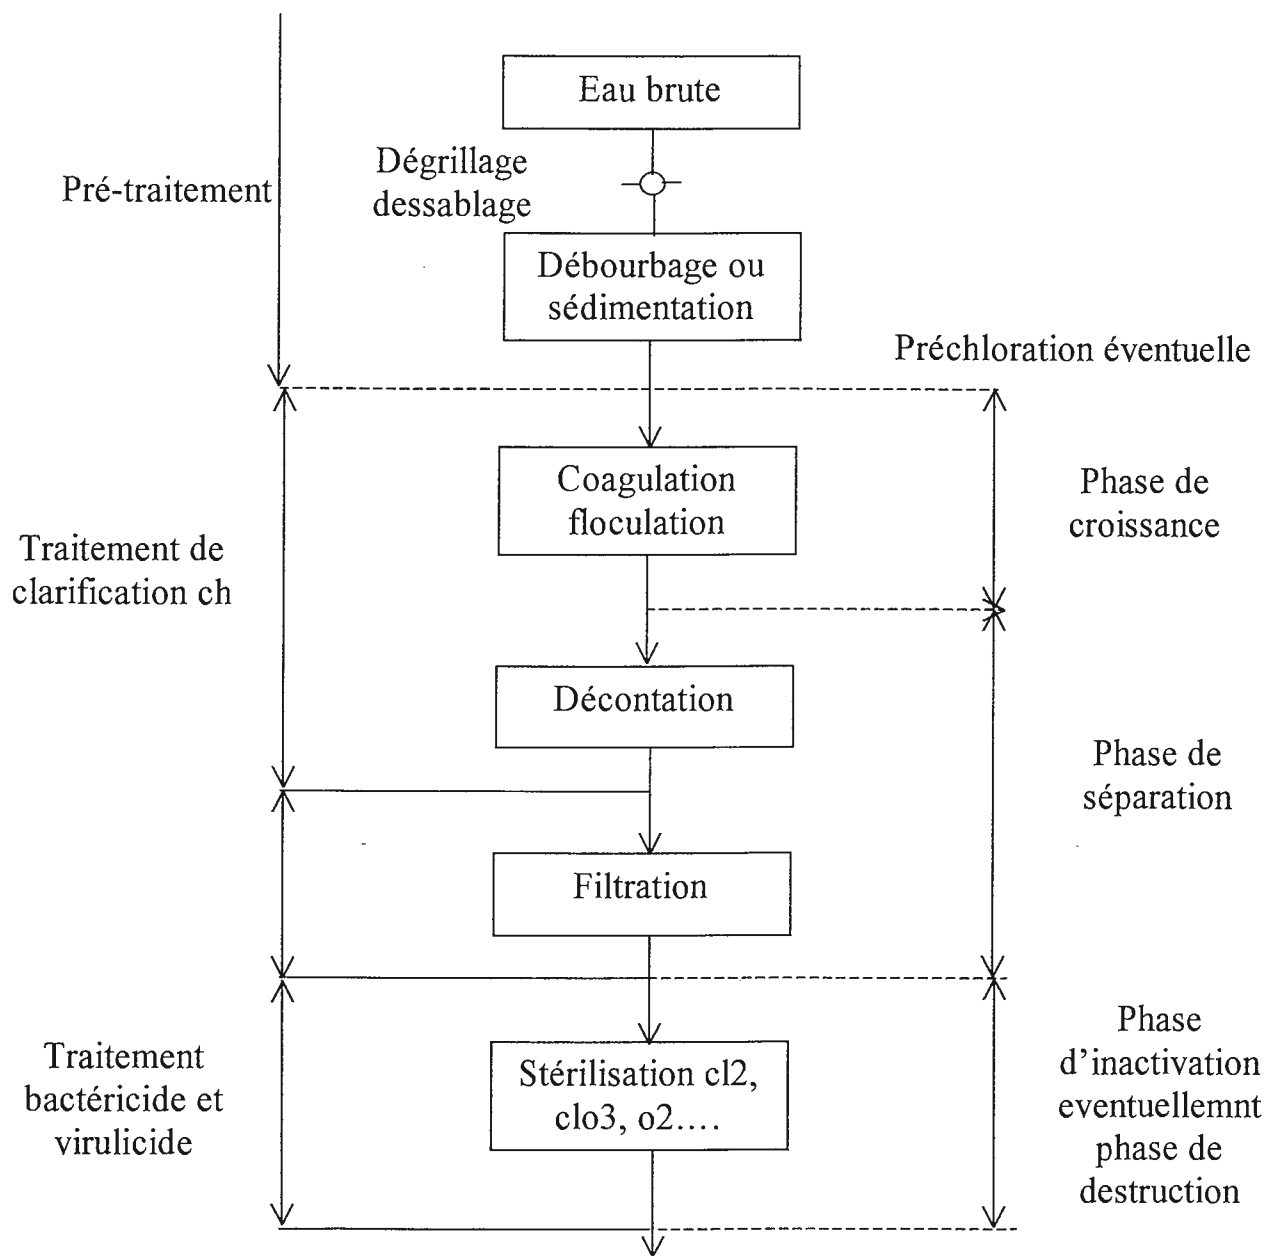 Eau brute
Dégrillage
dessablage
Pré-traitement
Débourbage ou
sédimentation
Préchloration éventuelle
Coagulation
floculation
Phase de
croissance
Traitement de
clarification ch
Décontation
Phase de
séparation
Filtration
Traitement
bactéricide et
virulicide
Stérilisation cl2,
clo3, o2....
Phase
d’inactivation
eventuellemnt
phase de
destruction